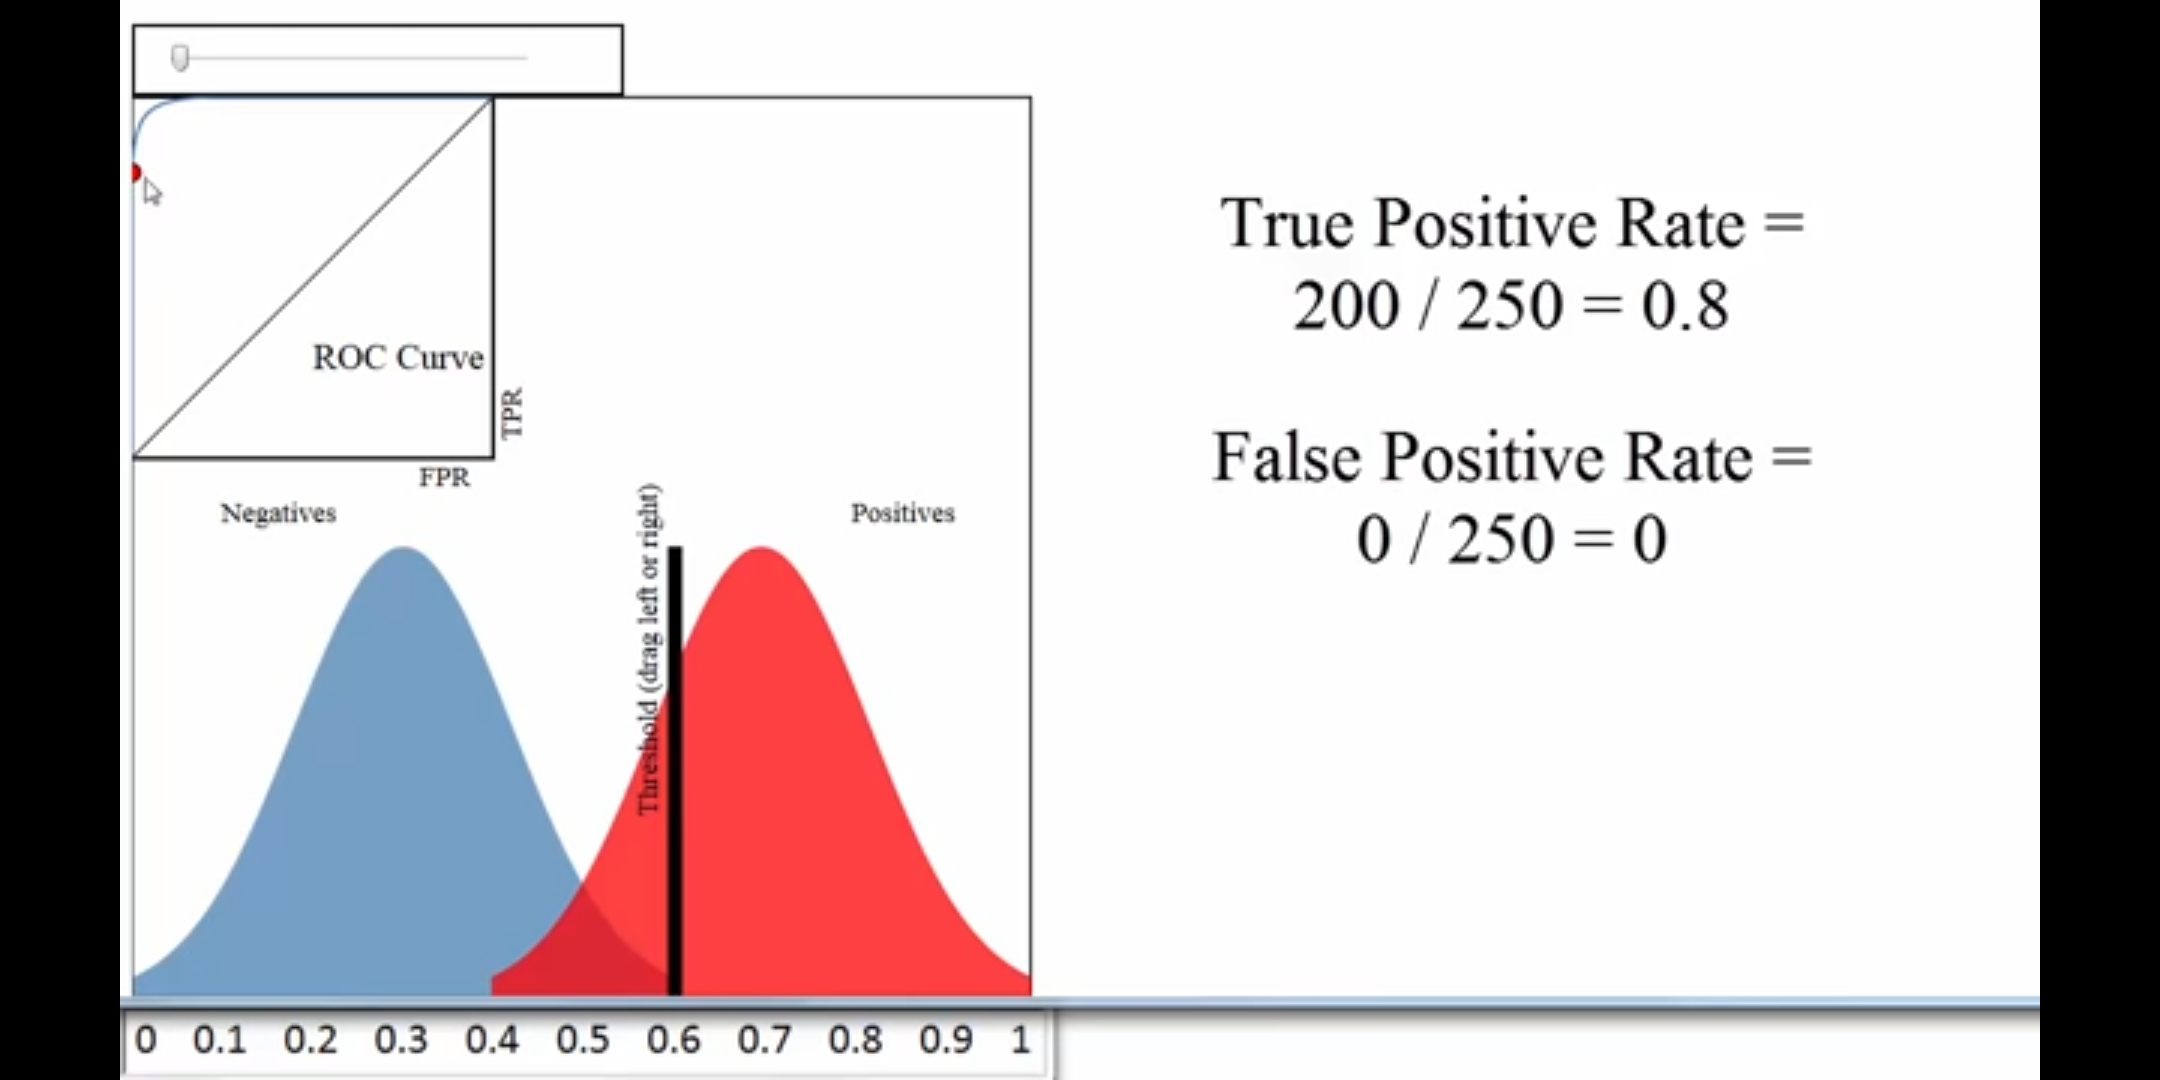 True Positive Rate =
200 / 250 = 0.8
False Positive Rate =
0 / 250 = 0
ROC Curve
TPR
FPR
Negatives
Threshold (drag left or right)
Positives
0 0.1 0.2 0.3 0.4 0.5 0.6 0.7 0.8 0.9 1